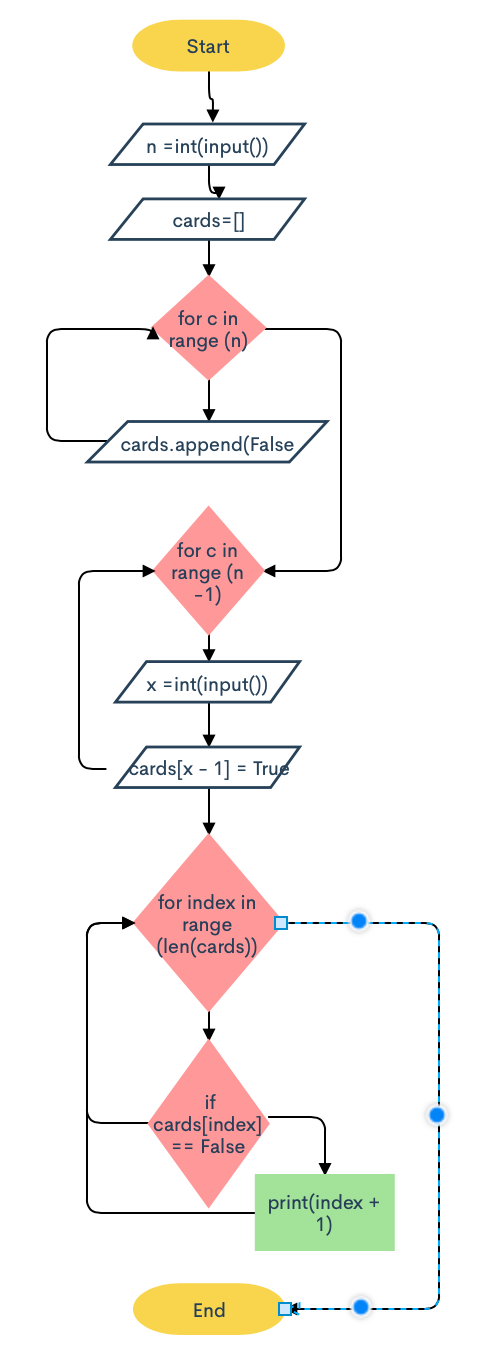 Start
n =int(input())
cards=[]
for c in
range (n)
cards.append(False
for c in
range (n
-1)
x =int(input())
cards[x - 1] = True
for index in
range
(len(cards))
if
cards[index]
== False
print(index +
1)
End